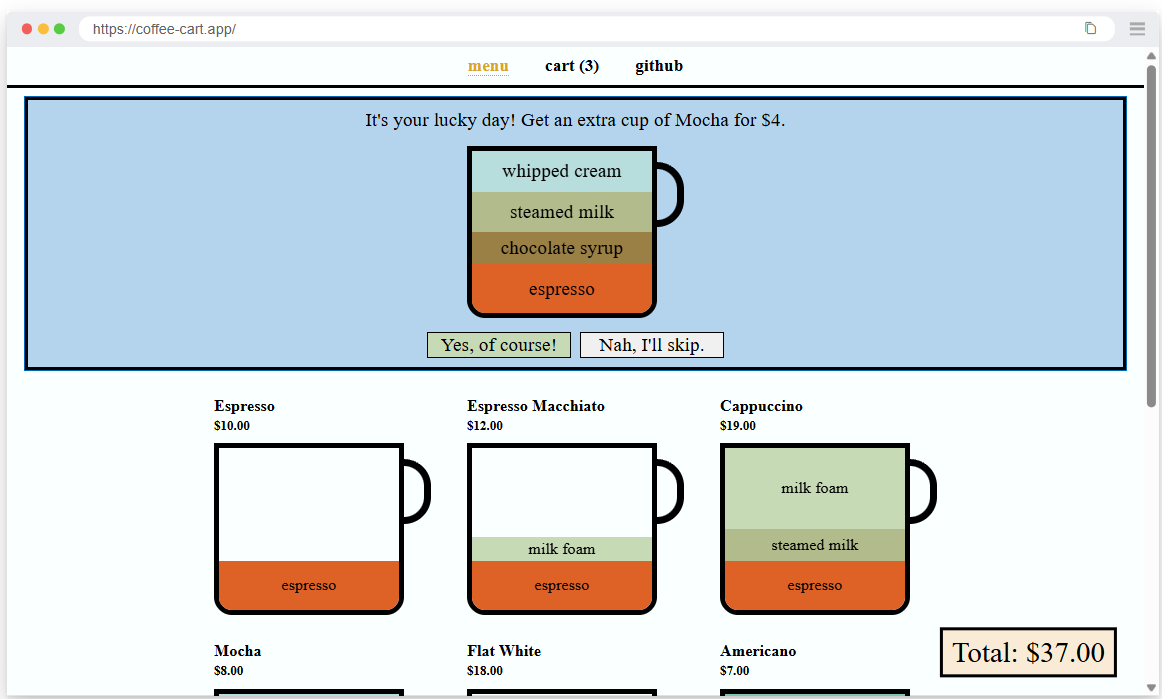 https://coffee-cart.app/
menu cart (3) github
It's your lucky day! Get an extra cup of Mocha for $4.
whipped cream
steamed milk
chocolate syrup
espresso
Yes, of course! Nah, I'll skip.
Espresso Espresso Macchiato Cappuccino
$10.00 $12.00 $19.00
milk foam
milk foam steamed milk
espresso espresso espresso
Mocha Flat White Americano
$8.00 $18.00 $7.00
Total: $37.00